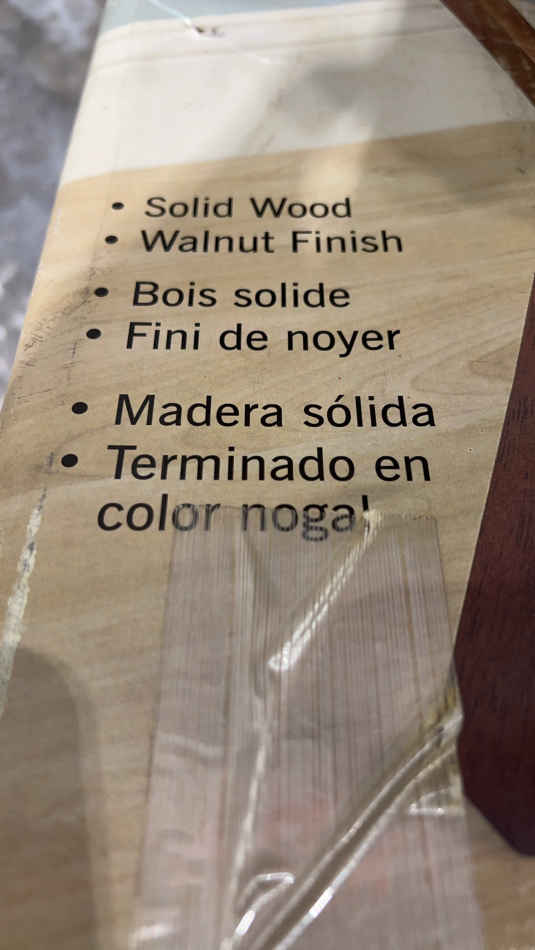 • Solid Wood
• Walnut Finish
• Bois solide
• Fini de noyer
• Madera sólida
• Terminado en
color nogal